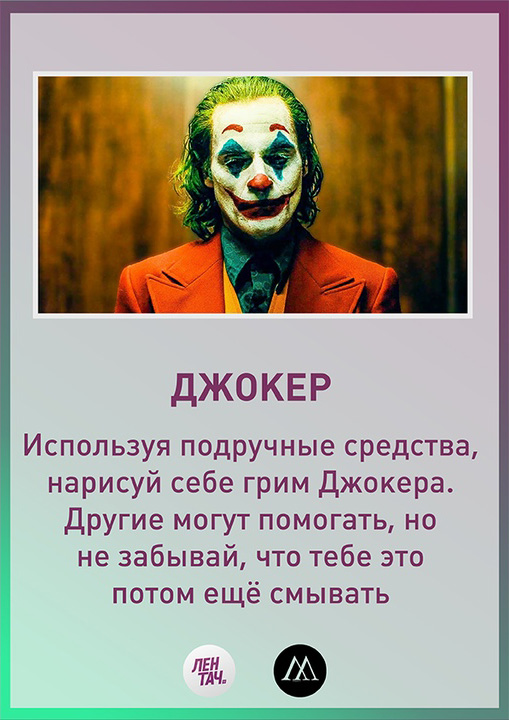 ДЖОКЕР
Используя подручные средства,
нарисуй себе грим Джокера.
Другие могут помогать, но
не забывай, что тебе это
потом ещё смывать
ЛЕН
ТАЧ